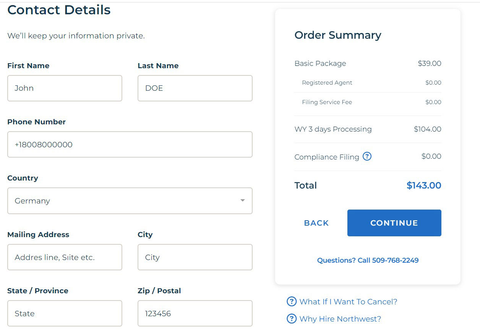 Contact Details
We'll keep your information private.
First Name
Last Name
John
DOE
Phone Number
+18008000000
Country
Germany
Mailing Address
City
Addres line, Siite etc.
City
State / Province
Zip / Postal
State
123456
Order Summary
Basic Package $39.00
Registered Agent $0.00
Filing Service Fee $0.00
WY 3 days Processing $104.00
Compliance Filing ? $0.00
Total $143.00
BACK
CONTINUE
Questions? Call 509-768-2249
? What If I Want To Cancel?
? Why Hire Northwest?